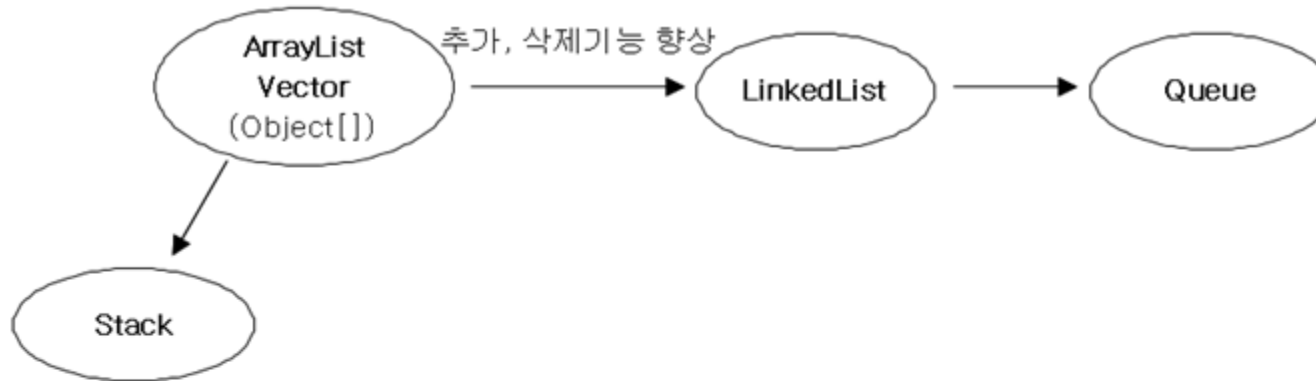 ArrayList
Vector
(Object[])
추가, 삭제기능 향상
LinkedList
Queue
Stack